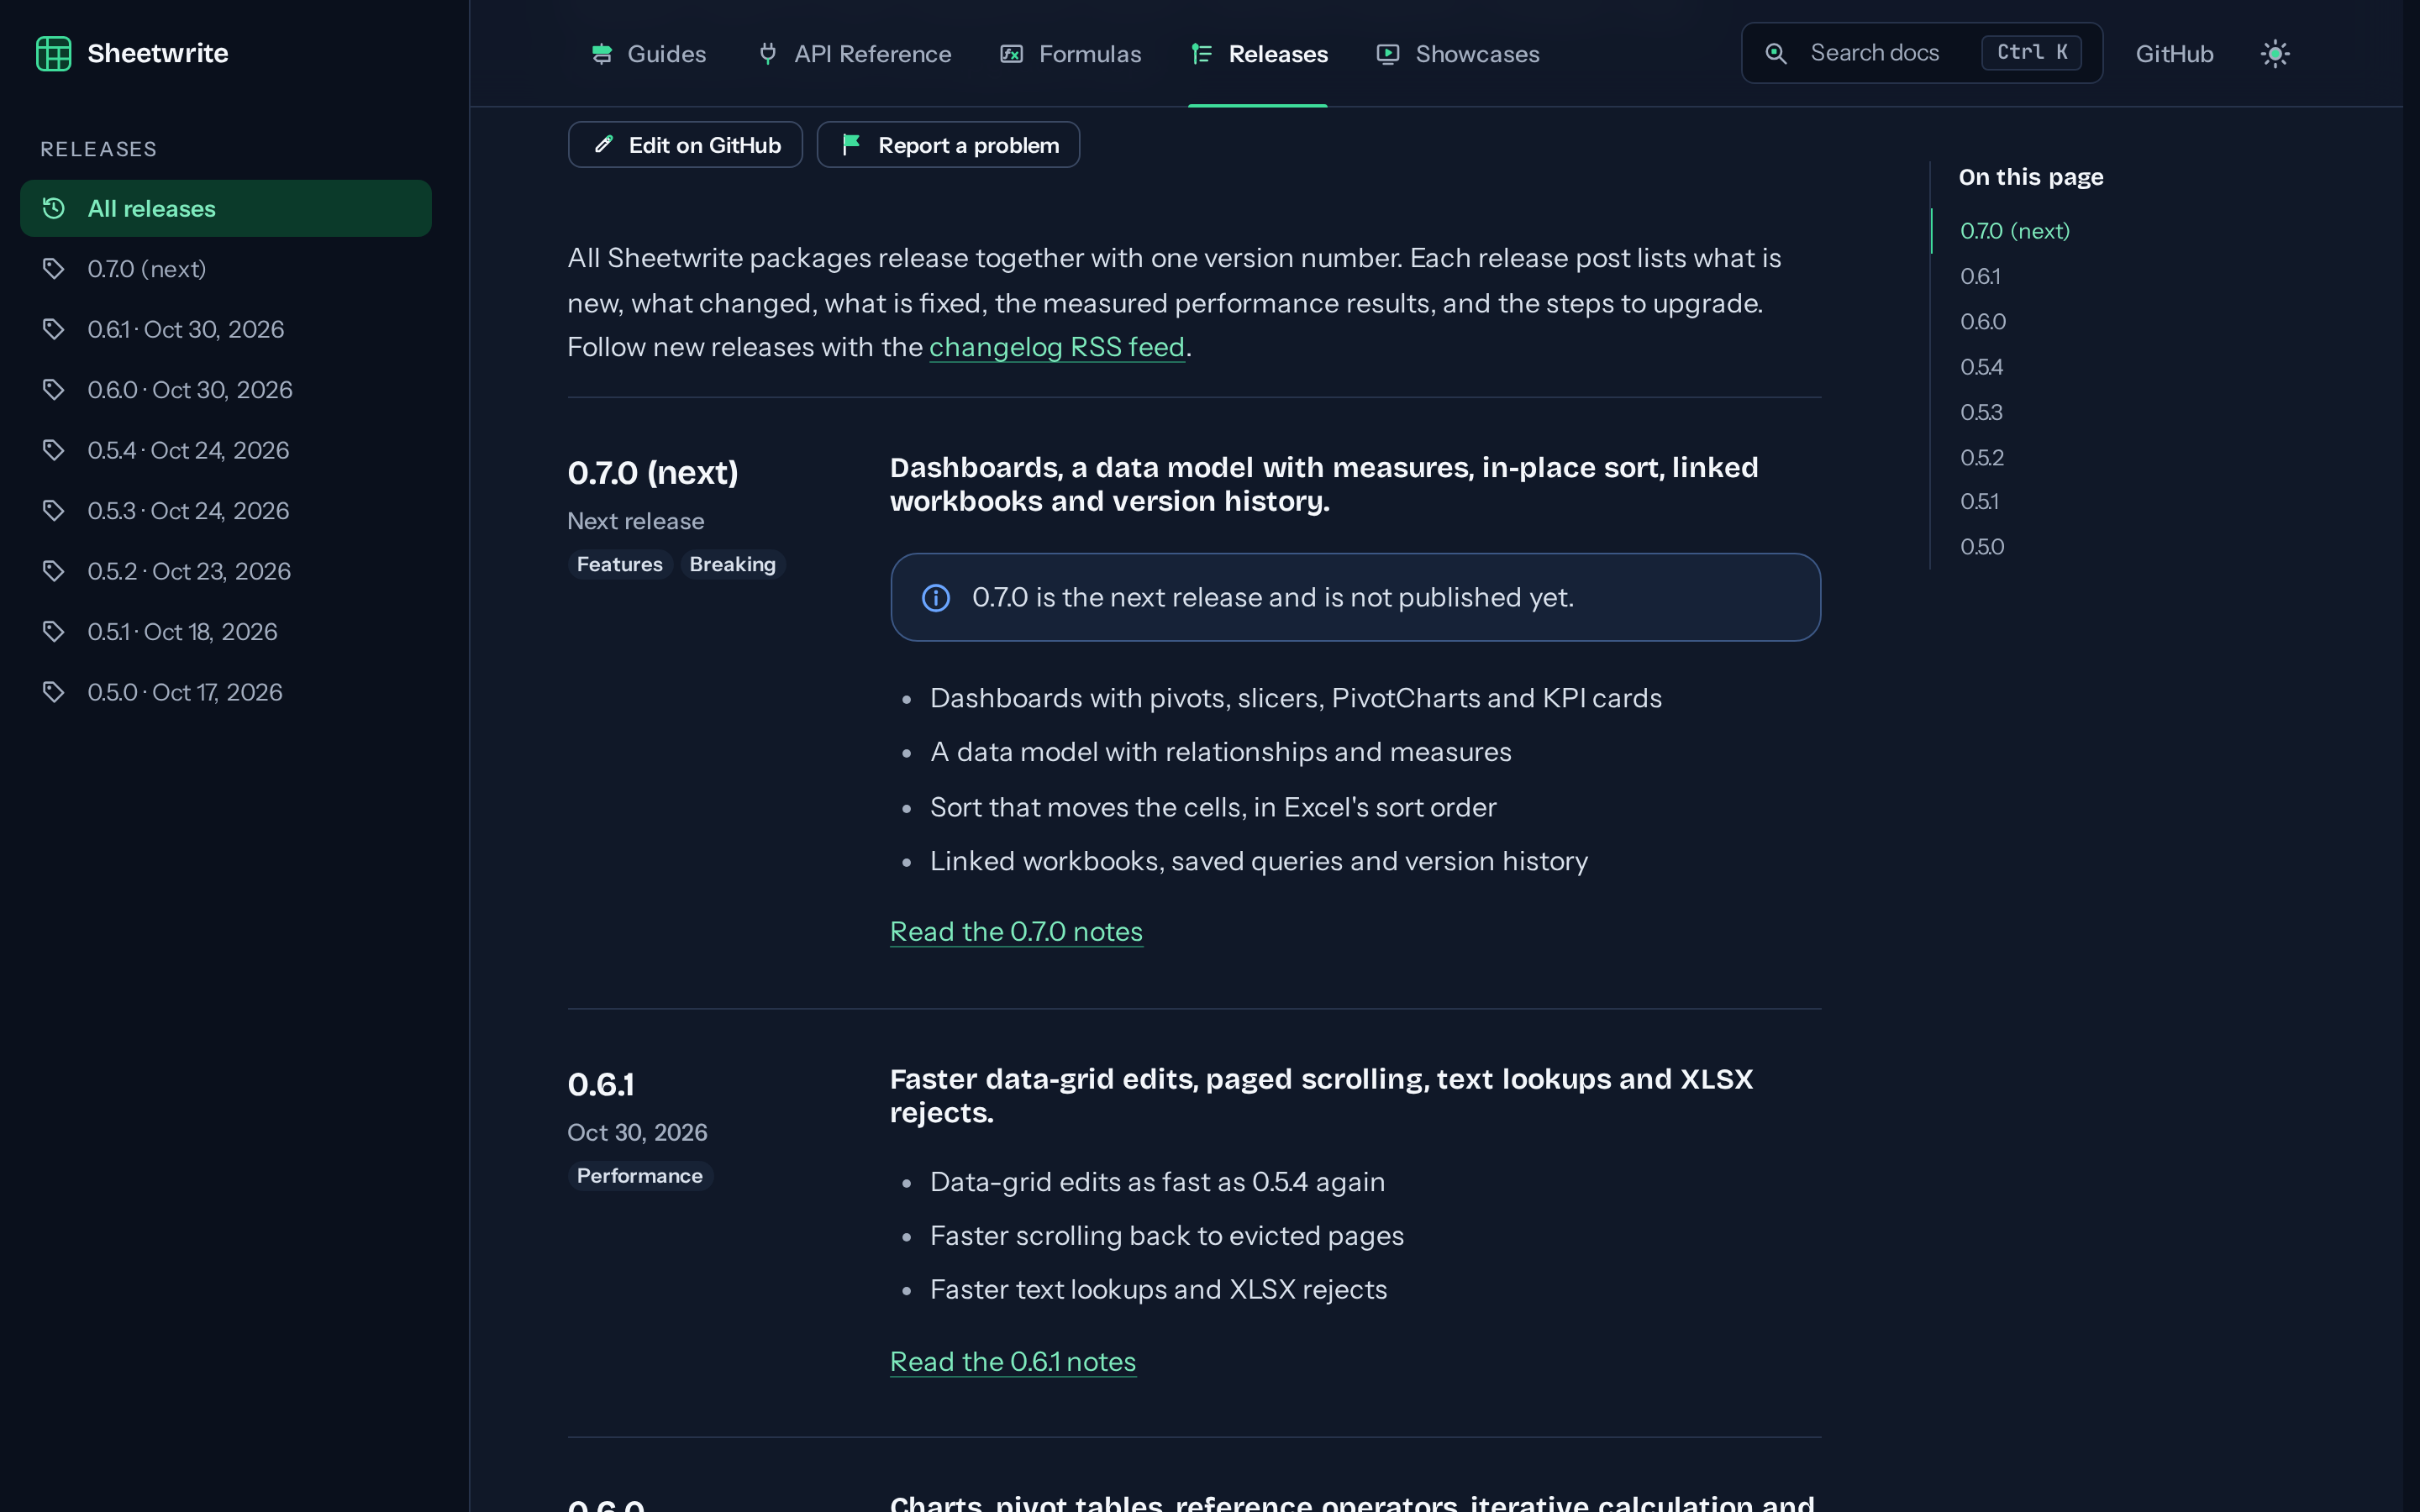 Sheetwrite
Guides
API Reference
Formulas
Releases
Showcases
Search docs
Ctrl K
GitHub
RELEASES
All releases
0.7.0 (next)
0.6.1 · Oct 30, 2026
0.6.0 · Oct 30, 2026
0.5.4 · Oct 24, 2026
0.5.3 · Oct 24, 2026
0.5.2 · Oct 23, 2026
0.5.1 · Oct 18, 2026
0.5.0 · Oct 17, 2026
Edit on GitHub
Report a problem
All Sheetwrite packages release together with one version number. Each release post lists what is
new, what changed, what is fixed, the measured performance results, and the steps to upgrade.
Follow new releases with the changelog RSS feed.
0.7.0 (next)
Next release
Features
Breaking
Dashboards, a data model with measures, in-place sort, linked
workbooks and version history.
0.7.0 is the next release and is not published yet.
• Dashboards with pivots, slicers, PivotCharts and KPI cards
• A data model with relationships and measures
• Sort that moves the cells, in Excel's sort order
• Linked workbooks, saved queries and version history
Read the 0.7.0 notes
0.6.1
Oct 30, 2026
Performance
Faster data-grid edits, paged scrolling, text lookups and XLSX
rejects.
• Data-grid edits as fast as 0.5.4 again
• Faster scrolling back to evicted pages
• Faster text lookups and XLSX rejects
Read the 0.6.1 notes
0.6.0
Charts, pivot tables, reference operators, iterative calculation and
On this page
0.7.0 (next)
0.6.1
0.6.0
0.5.4
0.5.3
0.5.2
0.5.1
0.5.0